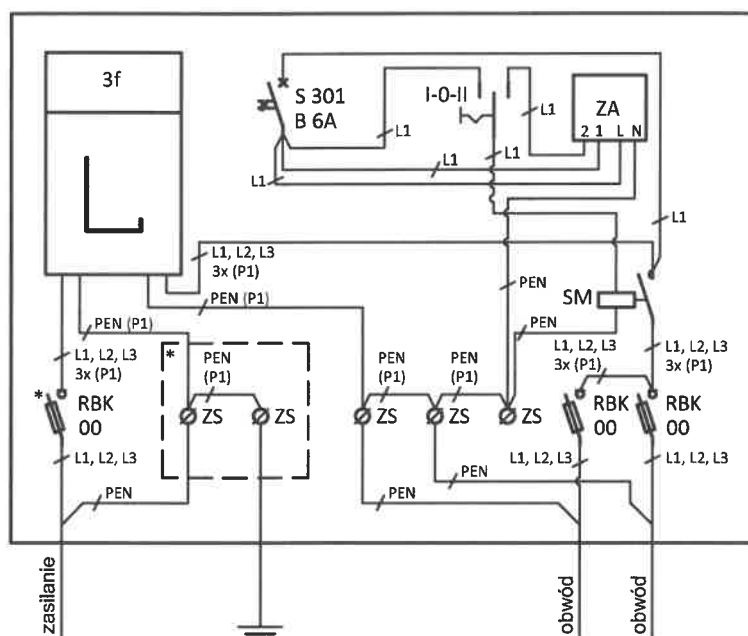 3f
S 301
B 6A
I-0-II
ZA
2 1 L N
L1
L1
L1
L1
L1
L1
L1
L1, L2, L3
3x (P1)
PEN (P1)
PEN
SM
PEN
PEN (P1)
L1, L2, L3
3x (P1)
*
PEN
(P1)
PEN
(P1)
PEN
(P1)
L1, L2, L3
3x (P1)
L1, L2, L3
3x (P1)
*
RBK
00
ZS
ZS
ZS
ZS
ZS
RBK
00
RBK
00
L1, L2, L3
L1, L2, L3
L1, L2, L3
PEN
PEN
PEN
zasilanie
obwód
obwód